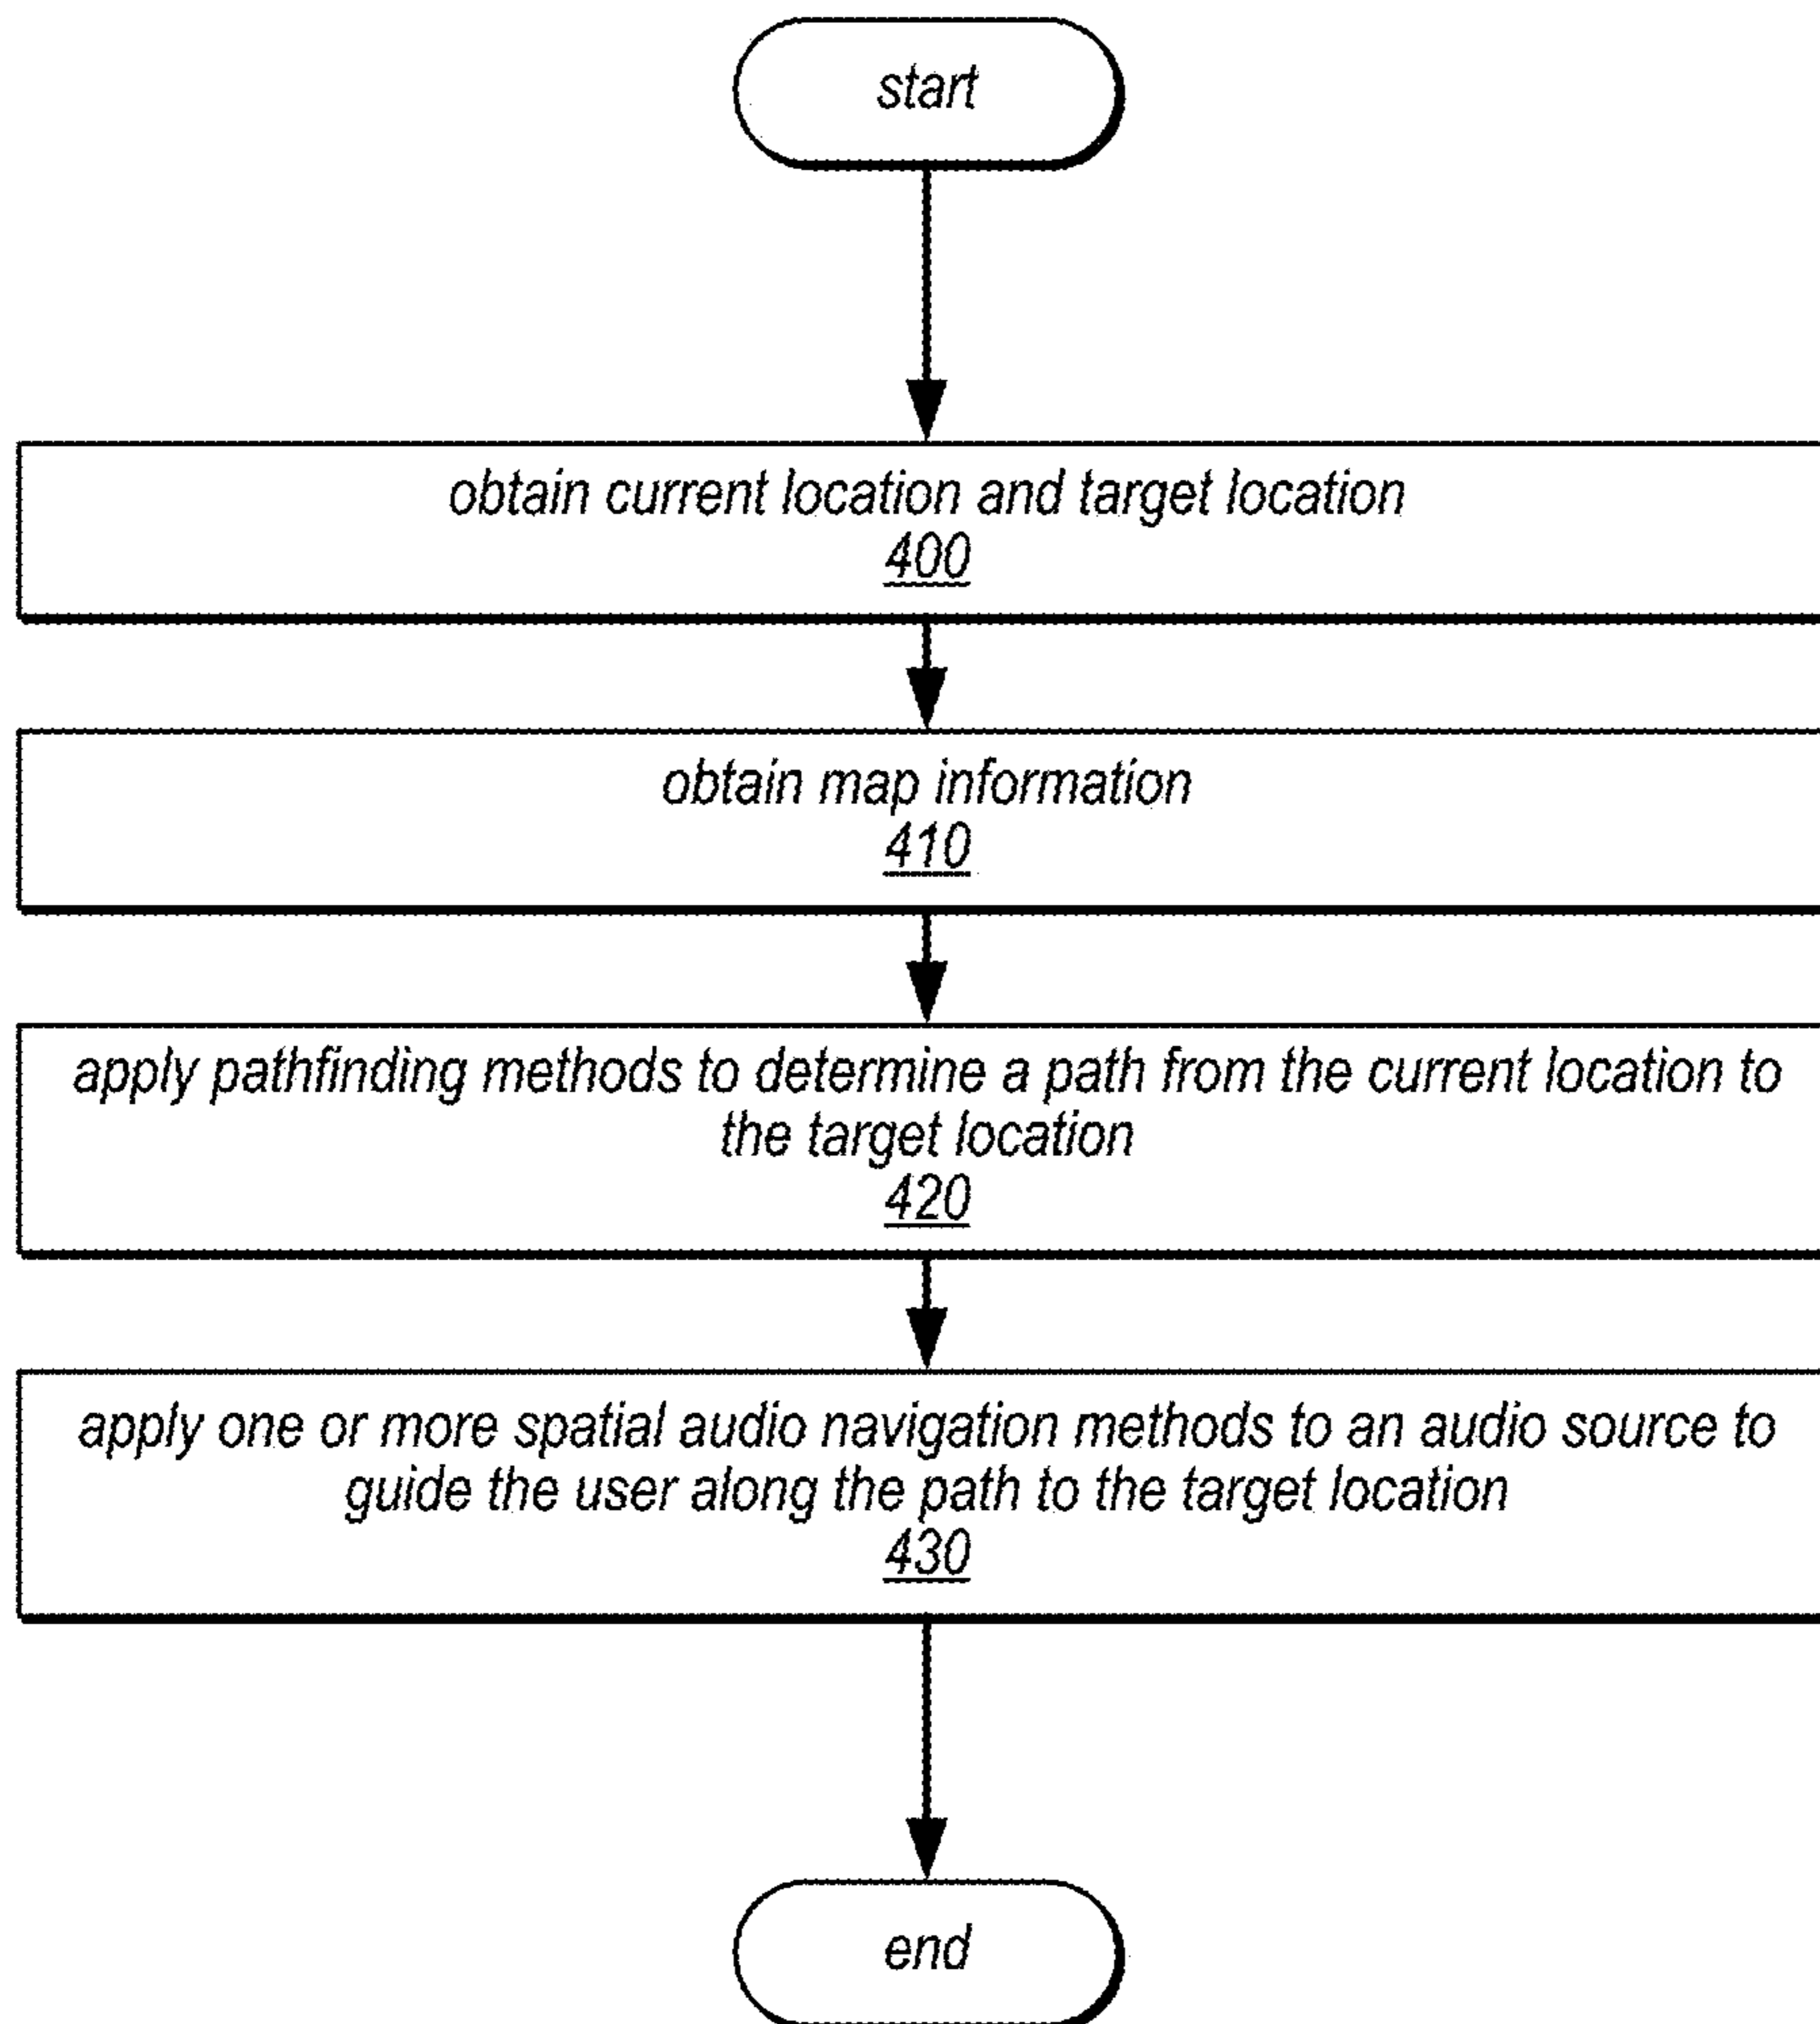 start
obtain current location and target location
400
obtain map information
410
apply pathfinding methods to determine a path from the current location to
the target location
420
apply one or more spatial audio navigation methods to an audio source to
guide the user along the path to the target location
430
end